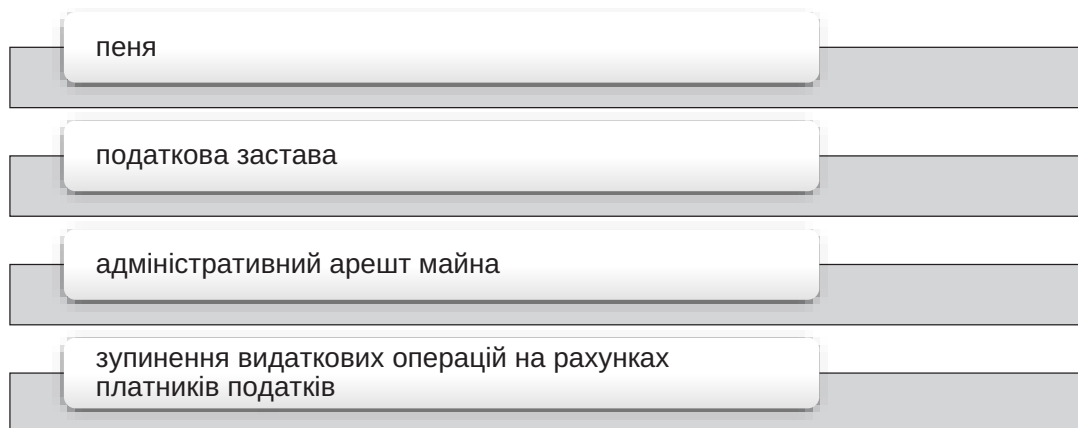 пеня
податкова застава
адміністративний арешт майна
зупинення видаткових операцій на рахунках
платників податків